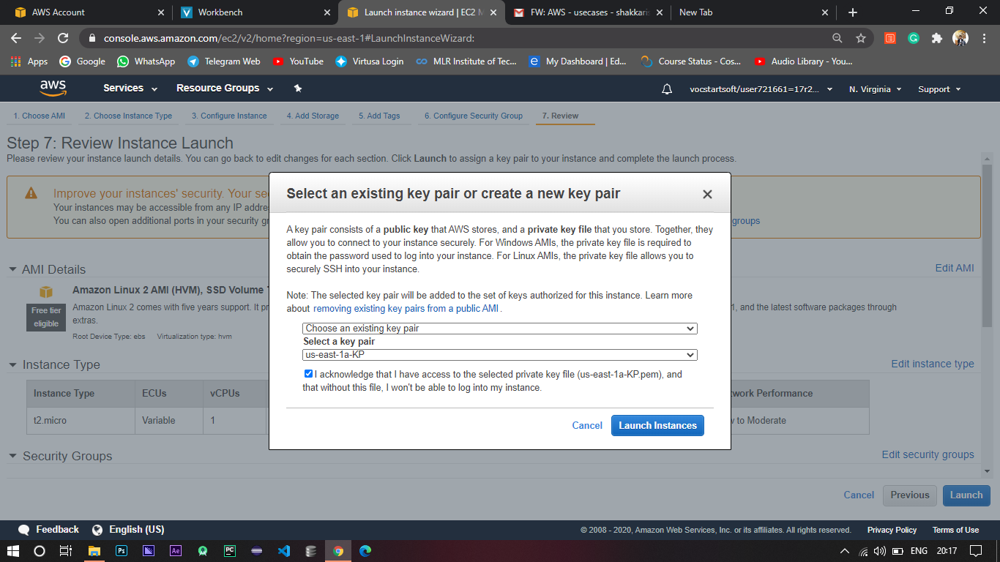 AWS Account
Workbench
Launch instance wizard | EC2 M
FW: AWS - usecases - shakkaris
New Tab
console.aws.amazon.com/ec2/v2/home?region=us-east-1#LaunchInstanceWizard:
Apps
Google
WhatsApp
Telegram Web
YouTube
Virtusa Login
MLR Institute of Tec...
My Dashboard | Ed...
Course Status - Cos...
Audio Library - You...
aws
Services
Resource Groups
vocstartsoft/user721661=17r2...
N. Virginia
Support
1. Choose AMI
2. Choose Instance Type
3. Configure Instance
4. Add Storage
5. Add Tags
6. Configure Security Group
7. Review
Step 7: Review Instance Launch
Please review your instance launch details. You can go back to edit changes for each section. Click Launch to assign a key pair to your instance and complete the launch process.
Improve your instances' security. Your se
Your instances may be accessible from any IP addre
You can also open additional ports in your security gr
groups
Select an existing key pair or create a new key pair
A key pair consists of a public key that AWS stores, and a private key file that you store. Together, they
allow you to connect to your instance securely. For Windows AMIs, the private key file is required to
obtain the password used to log into your instance. For Linux AMIs, the private key file allows you to
securely SSH into your instance.
Note: The selected key pair will be added to the set of keys authorized for this instance. Learn more
about removing existing key pairs from a public AMI.
Choose an existing key pair
Select a key pair
us-east-1a-KP
I acknowledge that I have access to the selected private key file (us-east-1a-KP.pem), and
that without this file, I won't be able to log into my instance.
Cancel
Launch Instances
AMI Details
Edit AMI
Amazon Linux 2 AMI (HVM), SSD Volume
Free tier
eligible
Amazon Linux 2 comes with five years support. It pr
1, and the latest software packages through
extras.
Root Device Type: ebs
Virtualization type: hvm
Instance Type
Edit instance type
Instance Type
ECUs
vCPUs
work Performance
t2.micro
Variable
1
to Moderate
Security Groups
Edit security groups
Cancel
Previous
Launch
Feedback
English (US)
© 2008 - 2020, Amazon Web Services, Inc. or its affiliates. All rights reserved.
Privacy Policy
Terms of Use
Ps
Ae
PC
ENG
20:17